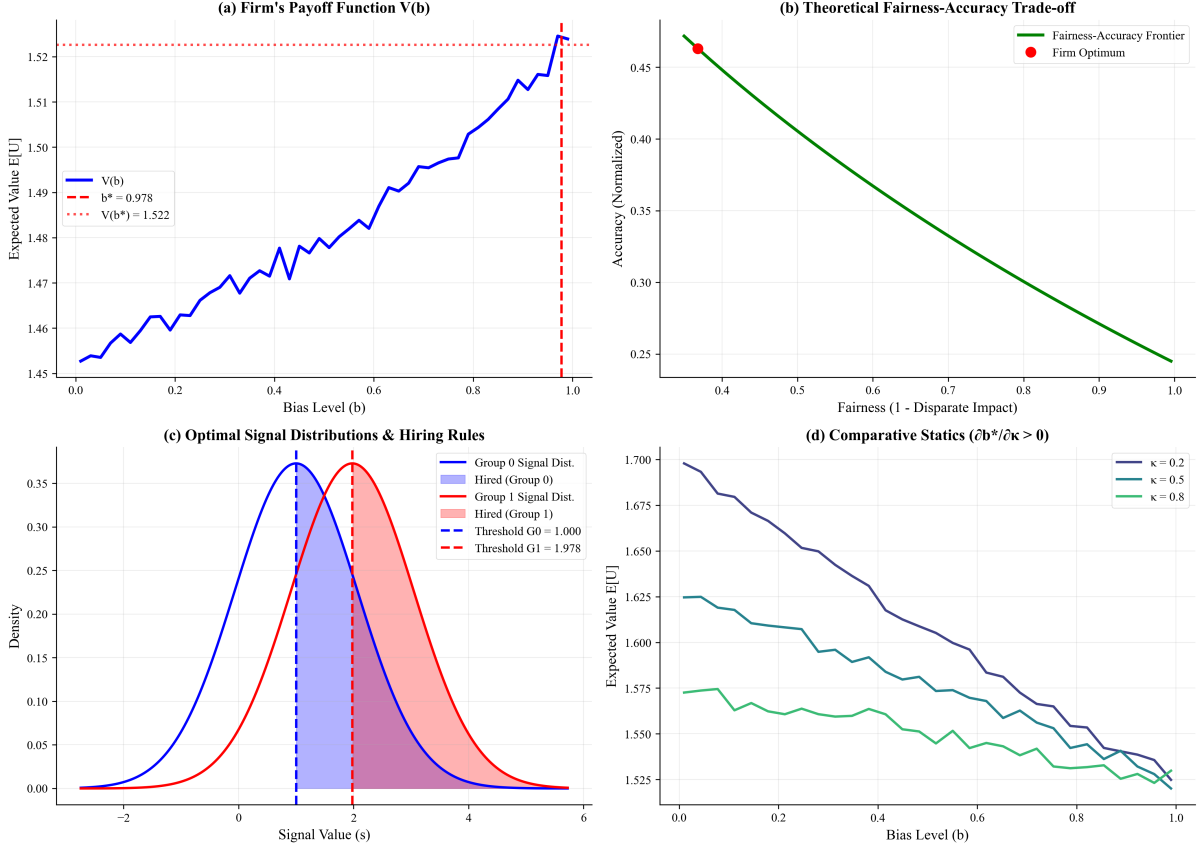 (a) Firm's Payoff Function V(b)
Expected Value E[U]
1.52
1.51
1.50
1.49
1.48
1.47
1.46
1.45
V(b)
b* = 0.978
V(b*) = 1.522
0.0
0.2
0.4
0.6
0.8
1.0
Bias Level (b)
(b) Theoretical Fairness-Accuracy Trade-off
Accuracy (Normalized)
0.45
0.40
0.35
0.30
0.25
Fairness-Accuracy Frontier
Firm Optimum
0.4
0.5
0.6
0.7
0.8
0.9
1.0
Fairness (1 - Disparate Impact)
(c) Optimal Signal Distributions & Hiring Rules
Density
0.35
0.30
0.25
0.20
0.15
0.10
0.05
0.00
Group 0 Signal Dist.
Hired (Group 0)
Group 1 Signal Dist.
Hired (Group 1)
Threshold G0 = 1.000
Threshold G1 = 1.978
−2
0
2
4
6
Signal Value (s)
(d) Comparative Statics (∂b*/∂κ > 0)
Expected Value E[U]
1.700
1.675
1.650
1.625
1.600
1.575
1.550
1.525
κ = 0.2
κ = 0.5
κ = 0.8
0.0
0.2
0.4
0.6
0.8
1.0
Bias Level (b)